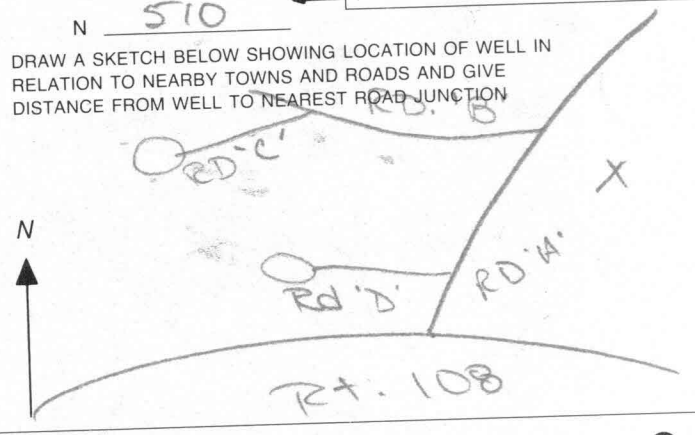 N 510
DRAW A SKETCH BELOW SHOWING LOCATION OF WELL IN
RELATION TO NEARBY TOWNS AND ROADS AND GIVE
DISTANCE FROM WELL TO NEAREST ROAD JUNCTION
RD. 'B'
RD 'C'
X
N
RD 'A'
Rd 'D'
Rt. 108